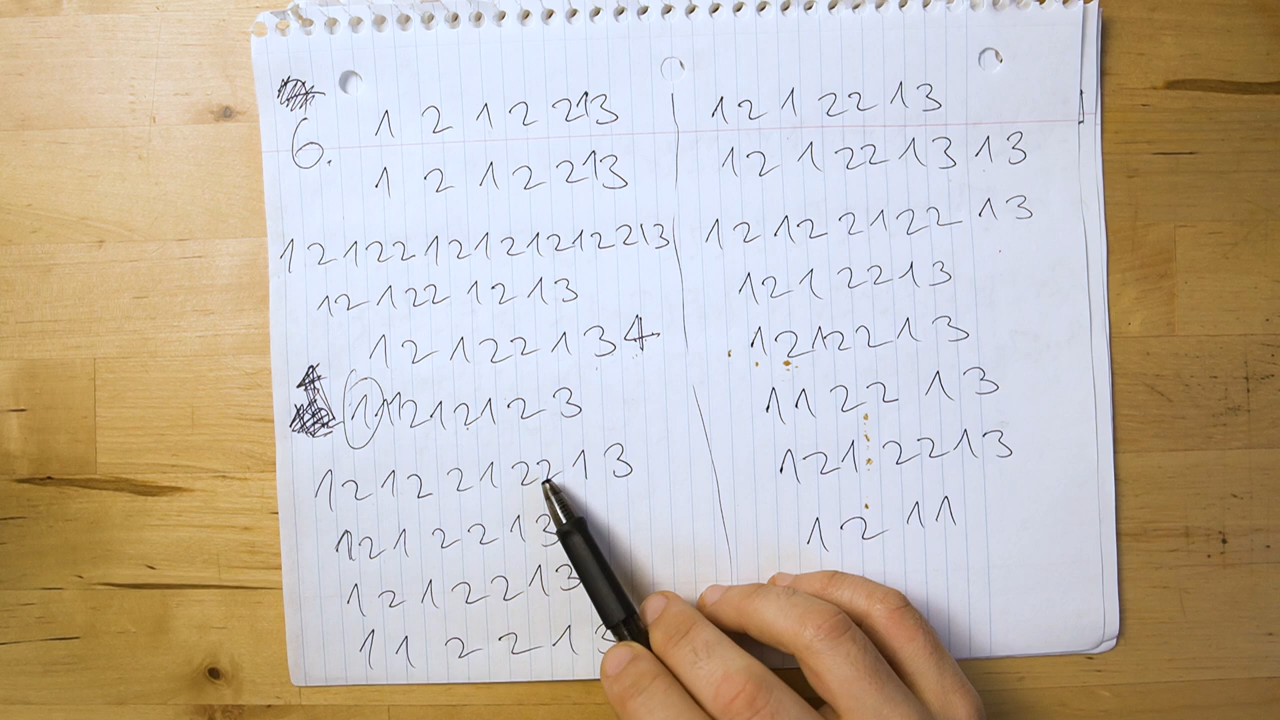 6.
1 2 1 2 2 13
1 2 1 2 2 13
1 2 1 2 2 1 2 1 2 1 2 1 2 2 13
1 2 1 2 2 1 2 1 3
1 2 1 2 2 1 3 4
1 1 1 2 1 2 1 2 3
1 2 1 2 2 1 2 2 1 3
1 2 1 2 2 1 3
1 2 1 2 2 1 3
1 1 2 2 1 3
1 2 1 2 2 1 3
1 2 1 2 2 1 3 1 3
1 2 1 2 2 1 2 2 1 3
1 2 1 2 2 1 3
1 2 1 2 2 1 3
1 1 2 2 1 3
1 2 1 2 2 1 3
1 2 1 1